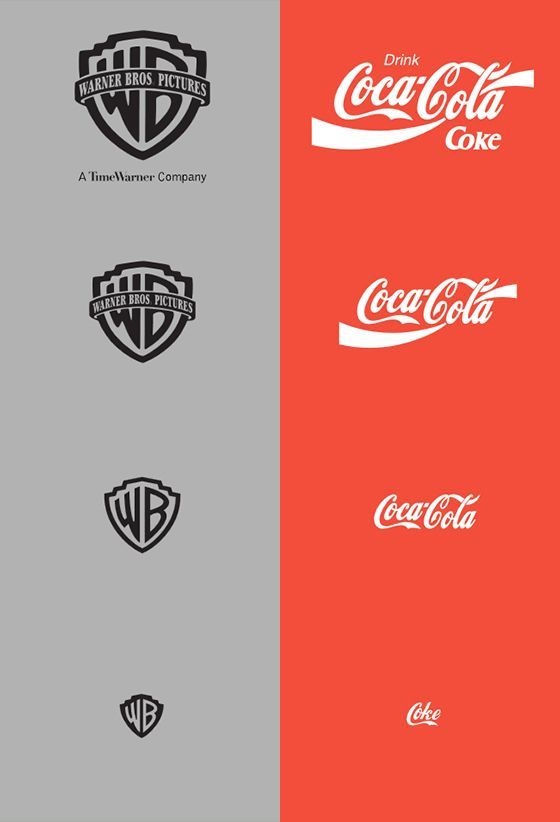 WB
WARNER BROS PICTURES
A TimeWarner Company
WB
WARNER BROS PICTURES
WB
WB
Drink
Coca-Cola
Coke
Coca-Cola
Coca-Cola
Coke